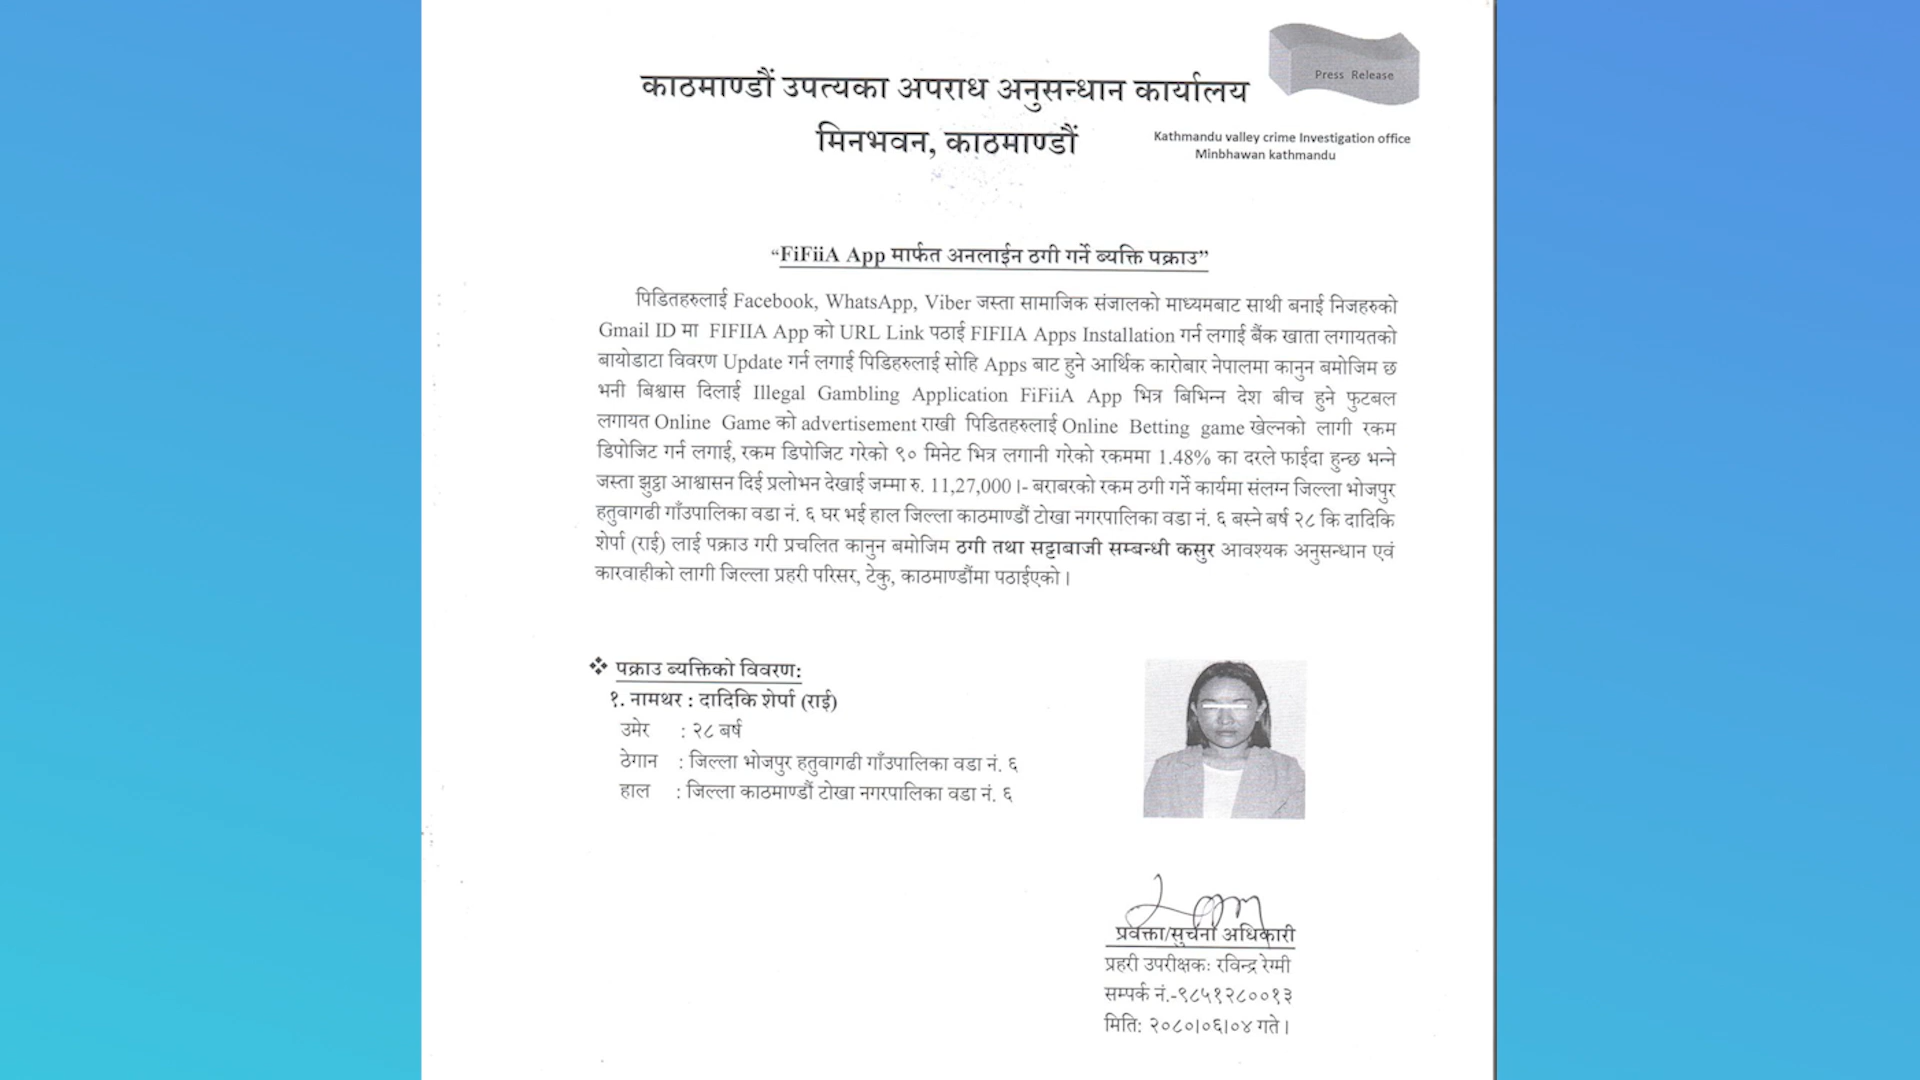 Press Release
काठमाण्डौं उपत्यका अपराध अनुसन्धान कार्यालय
मिनभवन, काठमाण्डौं
Kathmandu valley crime Investigation office
Minbhawan kathmandu
“FiFiiA App मार्फत अनलाईन ठगी गर्ने ब्यक्ति पक्राउ”
पिडितहरुलाई Facebook, WhatsApp, Viber जस्ता सामाजिक संजालको माध्यमबाट साथी बनाई निजहरुको
Gmail ID मा FIFIIA App को URL Link पठाई FIFIIA Apps Installation गर्न लगाई बैंक खाता लगायतको
बायोडाटा विवरण Update गर्न लगाई पिडिहरुलाई सोहि Apps बाट हुने आर्थिक कारोबार नेपालमा कानुन बमोजिम छ
भनी बिश्वास दिलाई Illegal Gambling Application FiFiiA App भित्र बिभिन्न देश बीच हुने फुटबल
लगायत Online Game को advertisement राखी पिडितहरुलाई Online Betting game खेल्नको लागी रकम
डिपोजिट गर्न लगाई, रकम डिपोजिट गरेको ९० मिनेट भित्र लगानी गरेको रकममा 1.48% का दरले फाईदा हुन्छ भन्ने
जस्ता झुट्ठा आश्वासन दिई प्रलोभन देखाई जम्मा रु. 11,27,000।- बराबरको रकम ठगी गर्ने कार्यमा संलग्न जिल्ला भोजपुर
हतुवागढी गाँउपालिका वडा नं. ६ घर भई हाल जिल्ला काठमाण्डौं टोखा नगरपालिका वडा नं. ६ बस्ने बर्ष २८ कि दादिकि
शेर्पा (राई) लाई पक्राउ गरी प्रचलित कानुन बमोजिम ठगी तथा सट्टाबाजी सम्बन्धी कसुर आवश्यक अनुसन्धान एवं
कारवाहीको लागी जिल्ला प्रहरी परिसर, टेकु, काठमाण्डौंमा पठाईएको।
❖ पक्राउ ब्यक्तिको विवरण:
१. नामथर : दादिकि शेर्पा (राई)
उमेर : २८ बर्ष
ठेगान : जिल्ला भोजपुर हतुवागढी गाँउपालिका वडा नं. ६
हाल : जिल्ला काठमाण्डौं टोखा नगरपालिका वडा नं. ६
प्रवक्ता/सुचना अधिकारी
प्रहरी उपरीक्षकः रविन्द्र रेग्मी
सम्पर्क नं.-९८५१२८००१३
मिति: २०८०।०६।०४ गते।